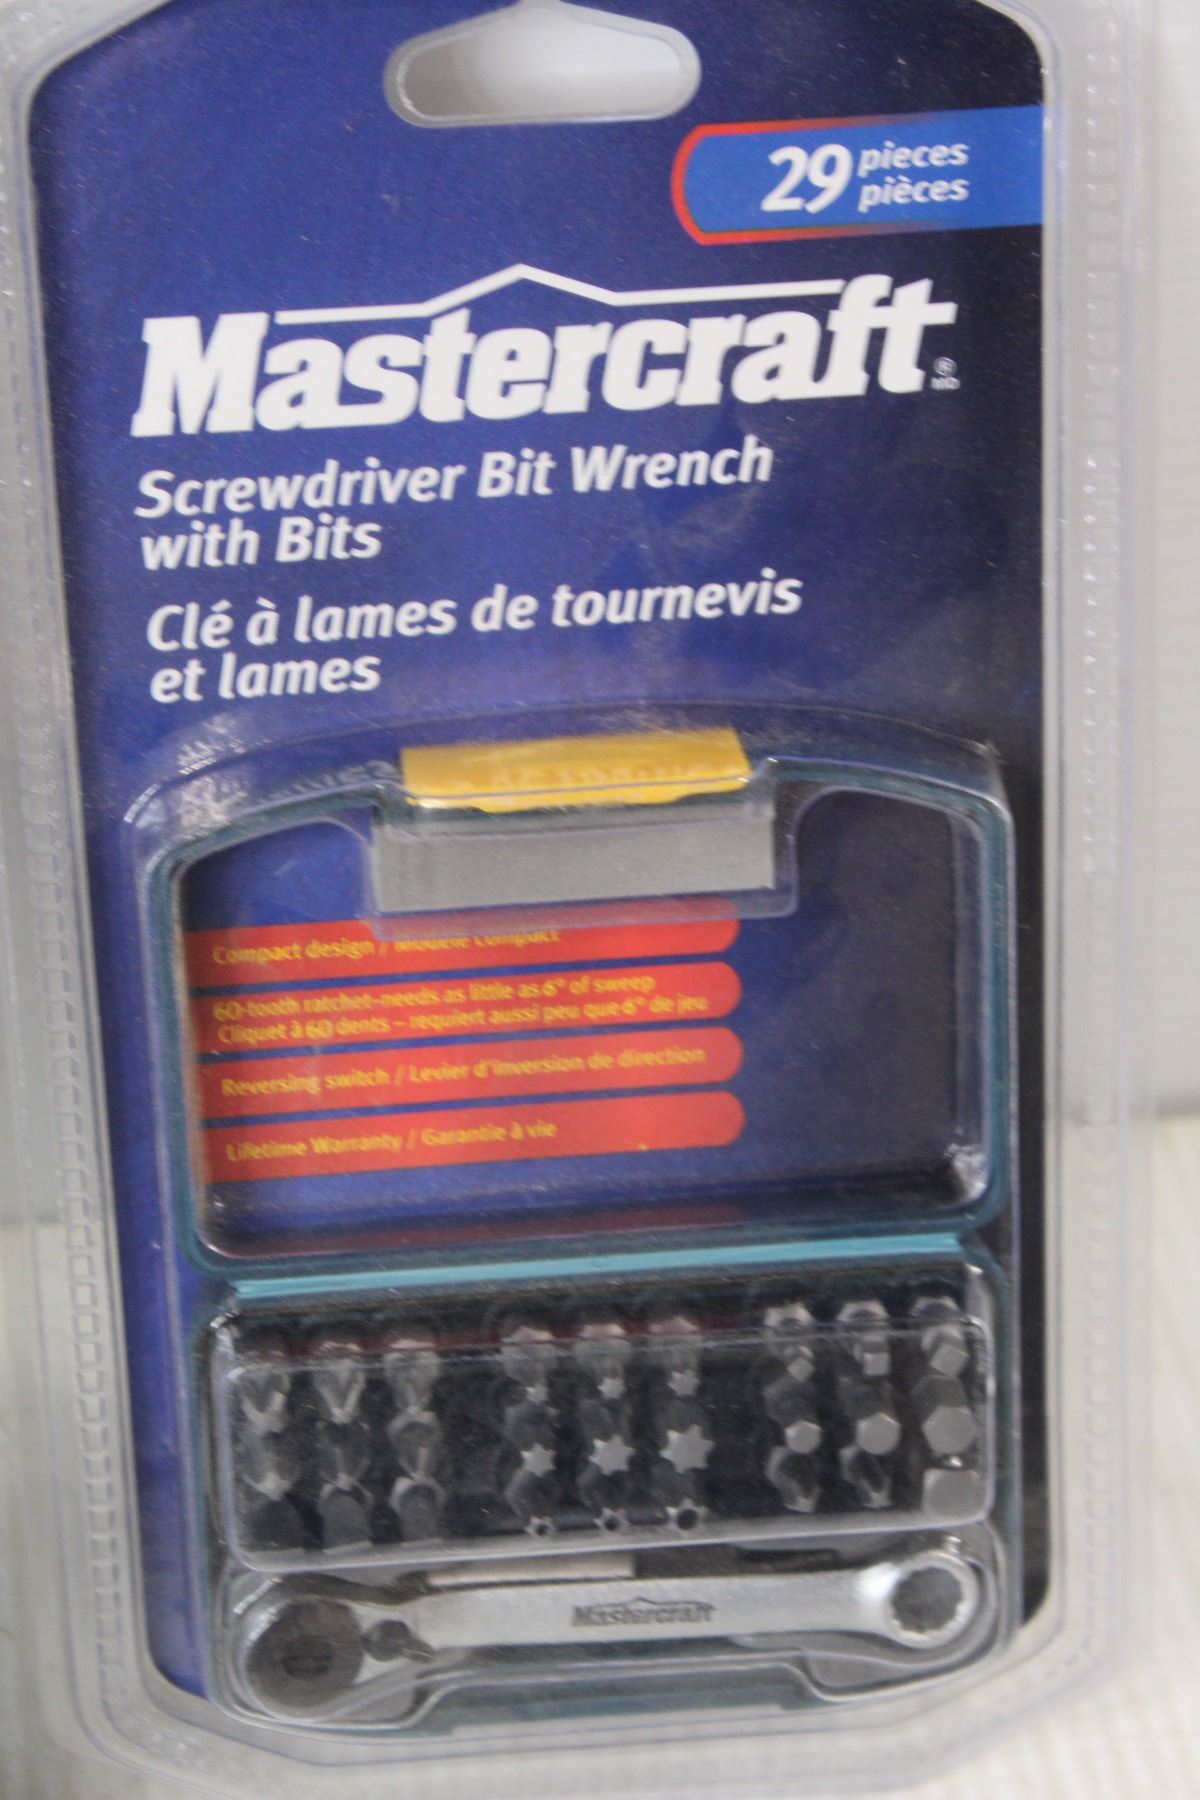 29 pieces
pièces
Mastercraft
® MD
Screwdriver Bit Wrench
with Bits
Clé à lames de tournevis
et lames
Compact design / Modèle compact
60-tooth ratchet-needs as little as 6° of sweep
Cliquet à 60 dents – requiert aussi peu que 6° de jeu
Reversing switch / Levier d'inversion de direction
Lifetime Warranty / Garantie à vie
Mastercraft